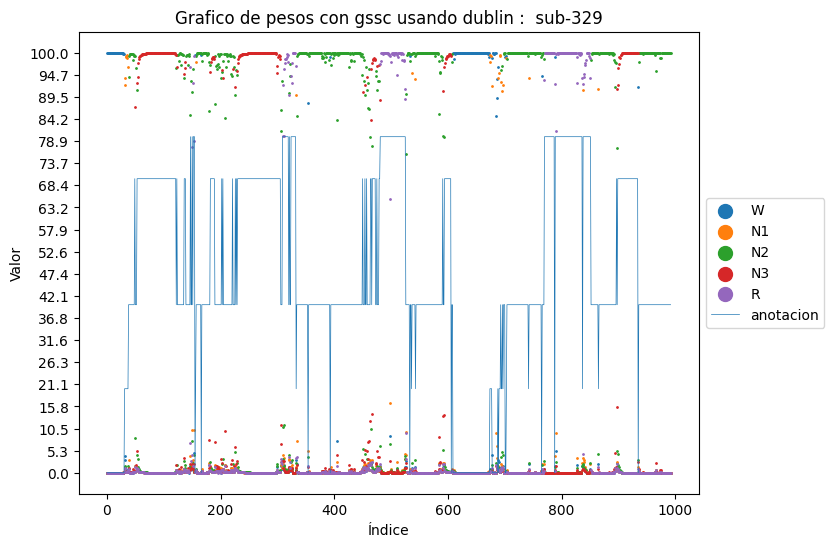 Grafico de pesos con gssc usando dublin :  sub-329
100.0
94.7
89.5
84.2
78.9
73.7
68.4
63.2
57.9
52.6
47.4
42.1
36.8
31.6
26.3
21.1
15.8
10.5
5.3
0.0
Valor
0 200 400 600 800 1000
Índice
W
N1
N2
N3
R
anotacion